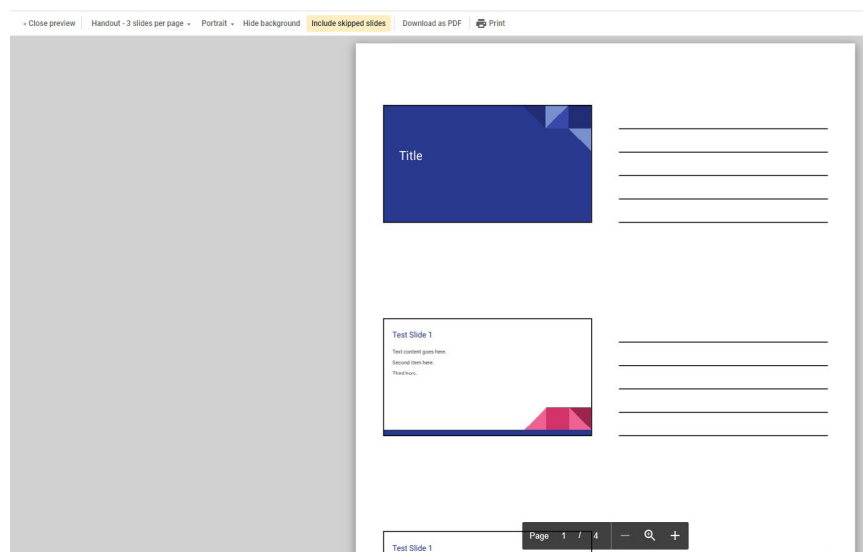 « Close preview Handout - 3 slides per page Portrait Hide background Include skipped slides Download as PDF Print
Title
Test Slide 1
Text content goes here.
Second item here.
Third here.
Page 1 / 4
Test Slide 1